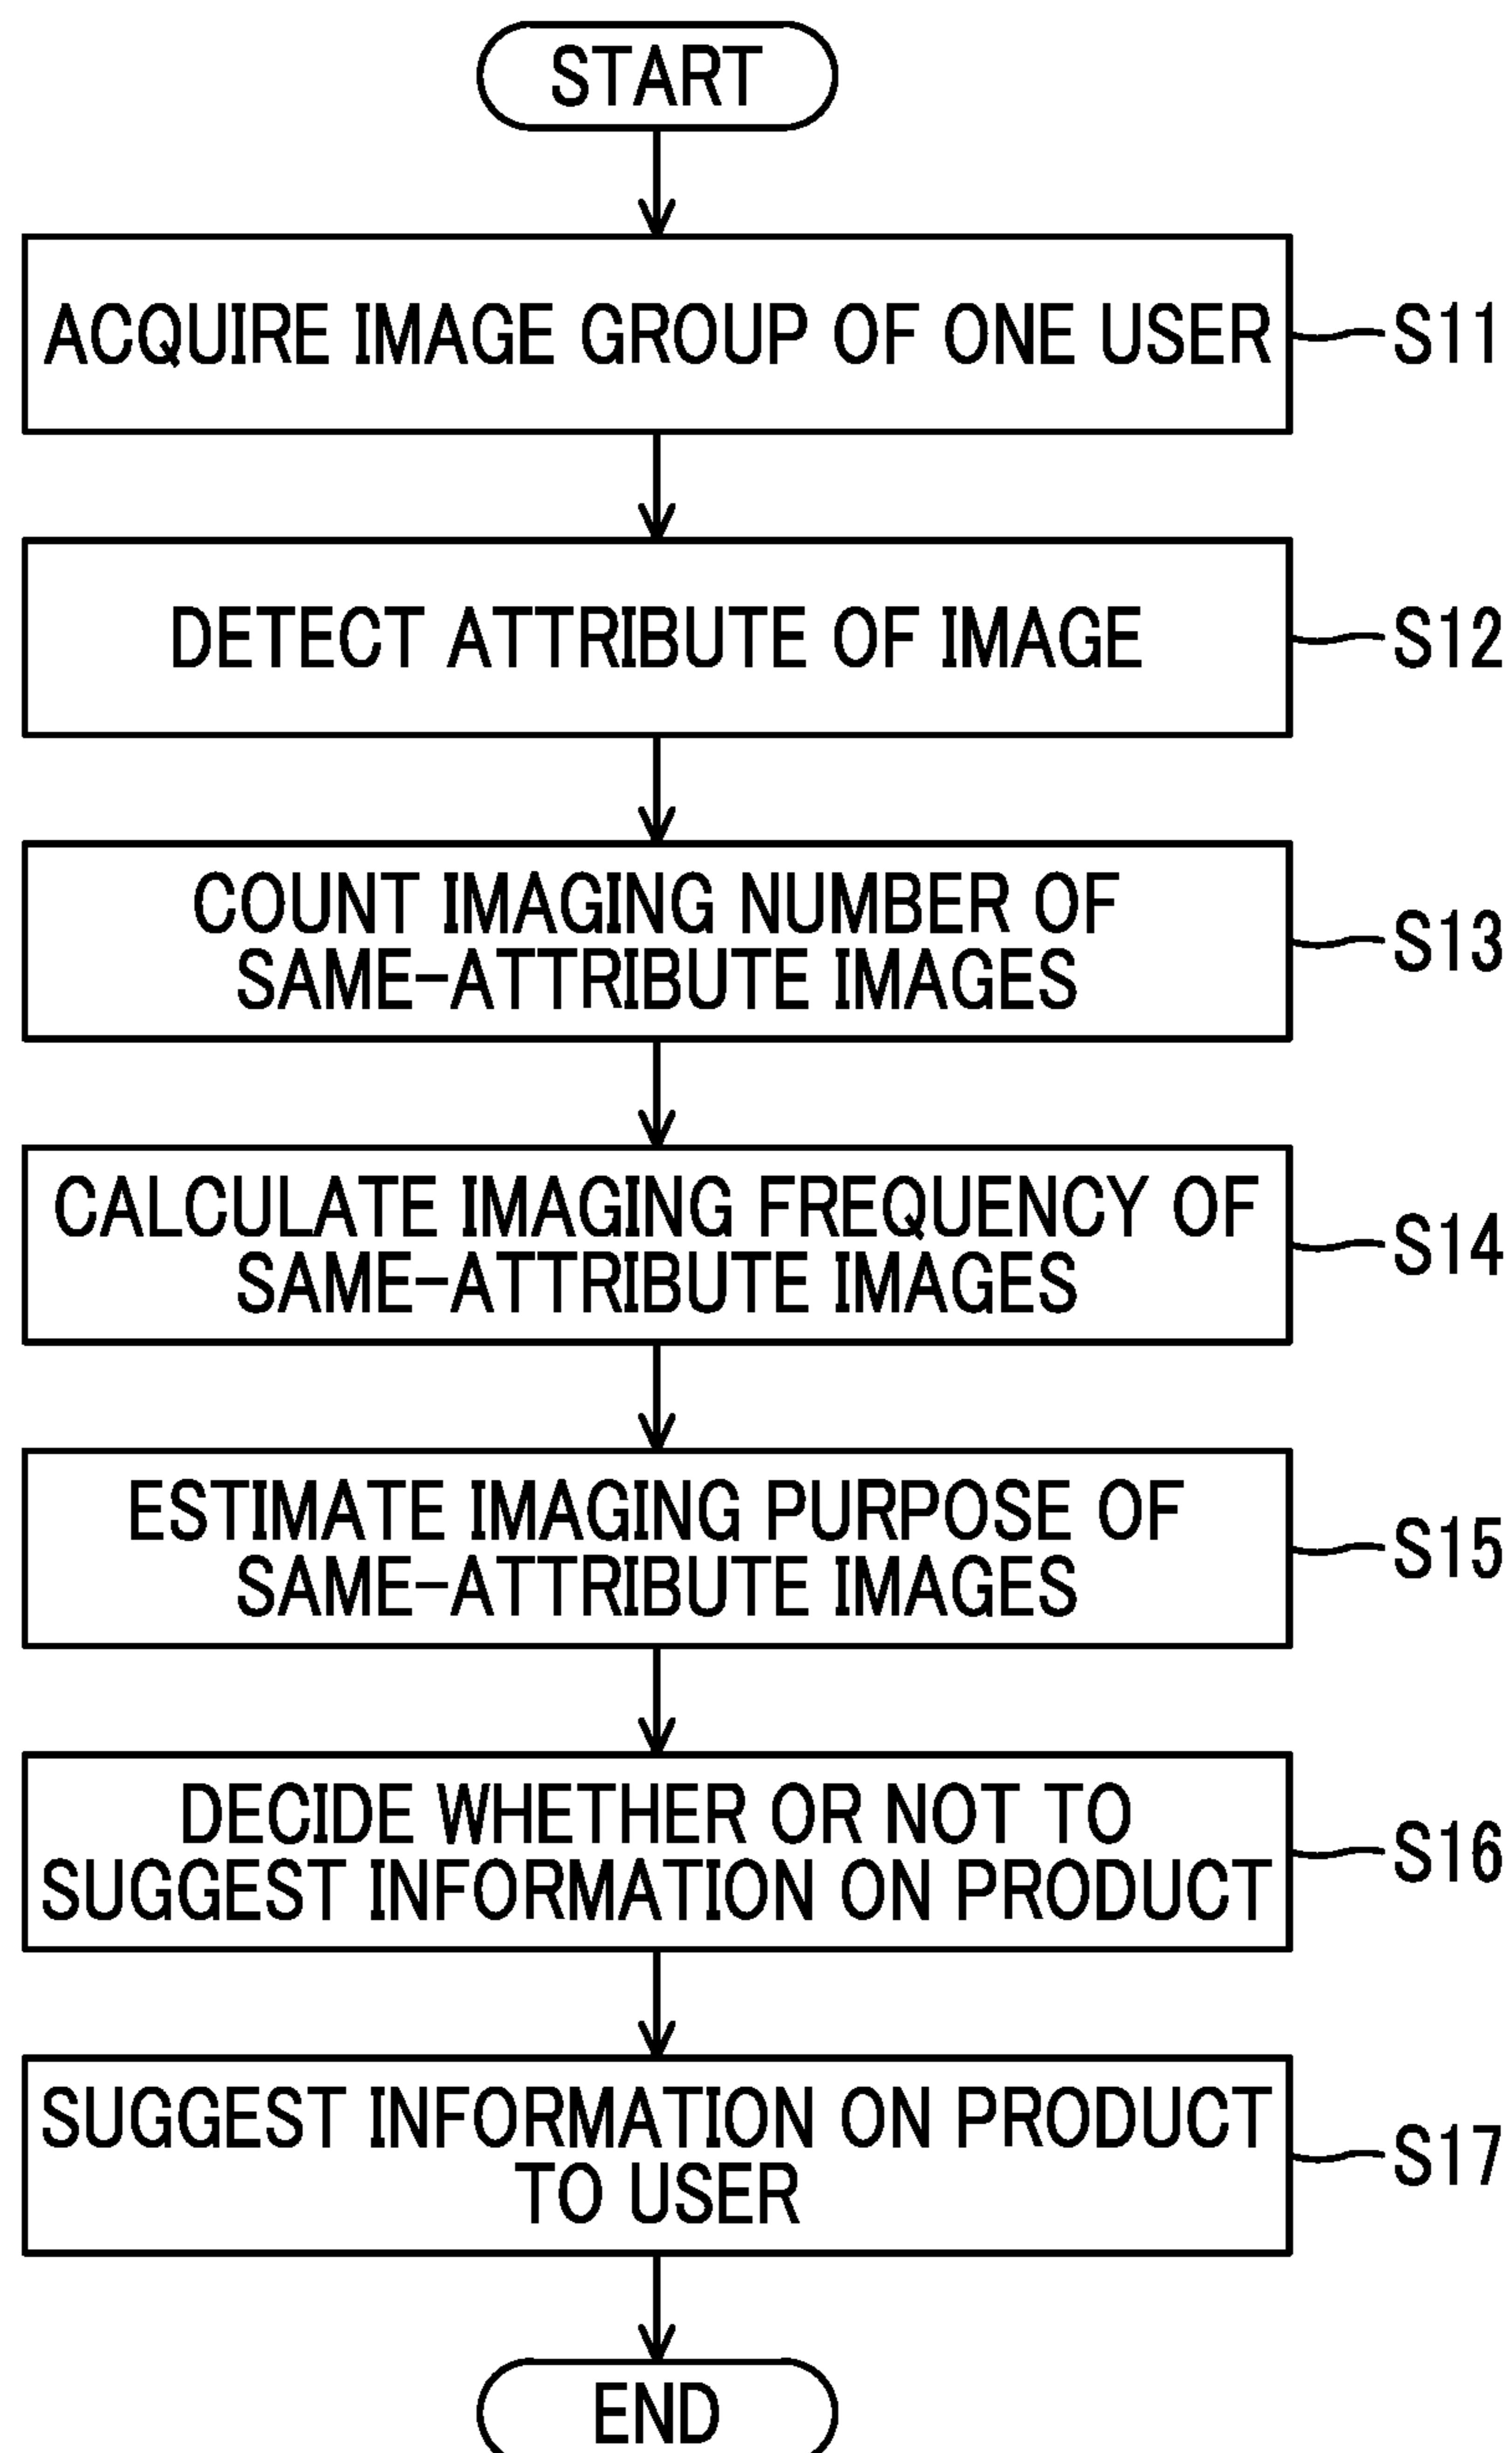 START
ACQUIRE IMAGE GROUP OF ONE USER
S11
DETECT ATTRIBUTE OF IMAGE
S12
COUNT IMAGING NUMBER OF
SAME-ATTRIBUTE IMAGES
S13
CALCULATE IMAGING FREQUENCY OF
SAME-ATTRIBUTE IMAGES
S14
ESTIMATE IMAGING PURPOSE OF
SAME-ATTRIBUTE IMAGES
S15
DECIDE WHETHER OR NOT TO
SUGGEST INFORMATION ON PRODUCT
S16
SUGGEST INFORMATION ON PRODUCT
TO USER
S17
END